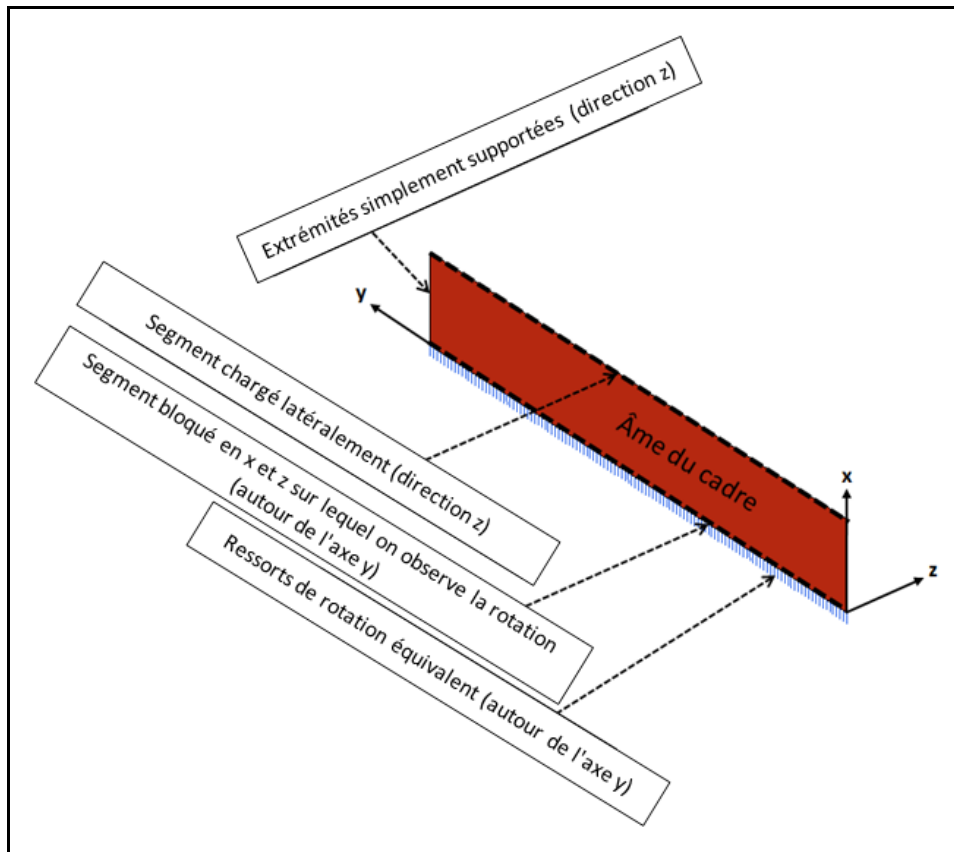 Extrémités simplement supportées (direction z)
y
Segment chargé latéralement (direction z)
Segment bloqué en x et z sur lequel on observe la rotation
(autour de l'axe y)
Ressorts de rotation équivalent (autour de l'axe y)
Âme du cadre
x
z